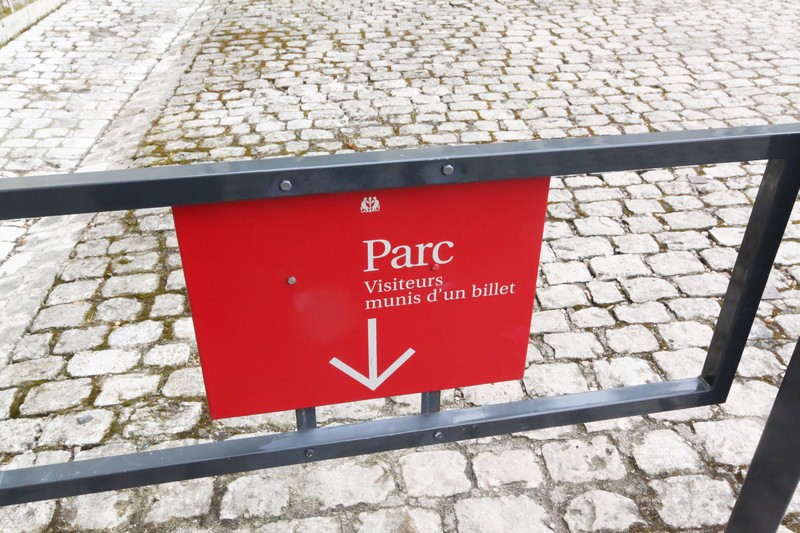 Parc
Visiteurs
munis d'un billet